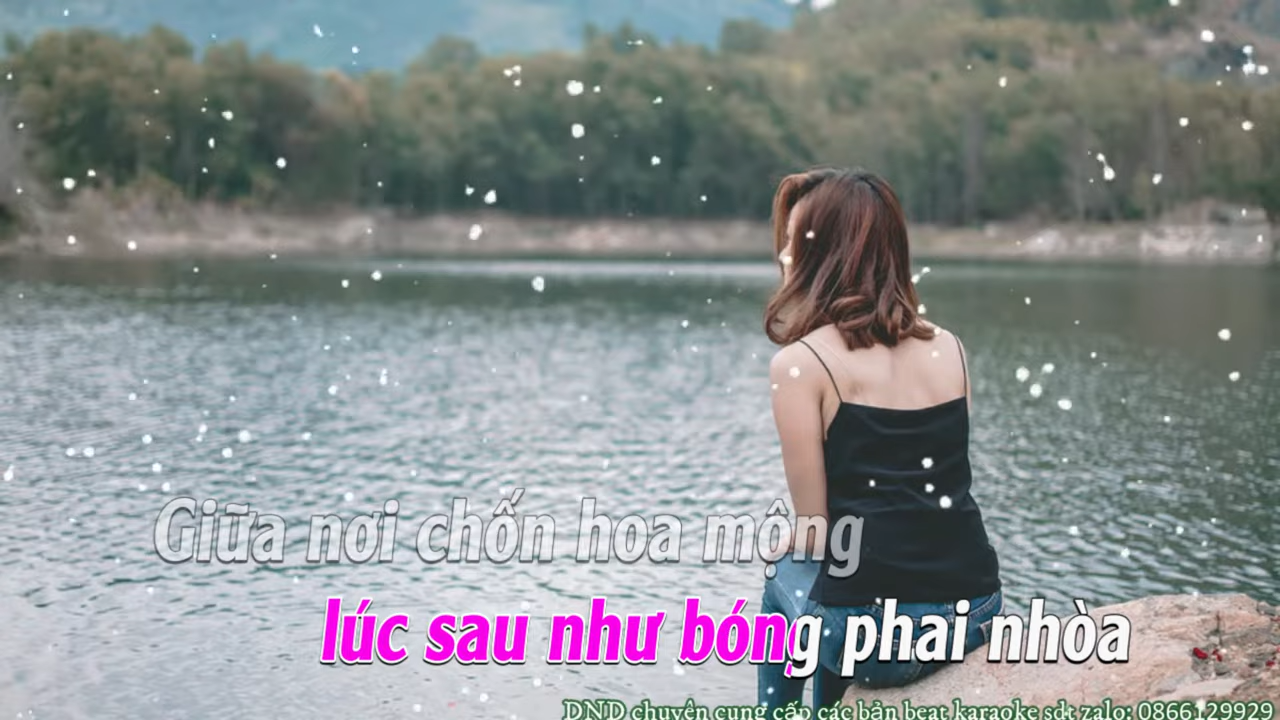 Giữa nơi chốn hoa mộng
lúc sau như bóng phai nhòa
DND chuyên cung cấp các bản beat karaoke sdt zalo: 0866129929